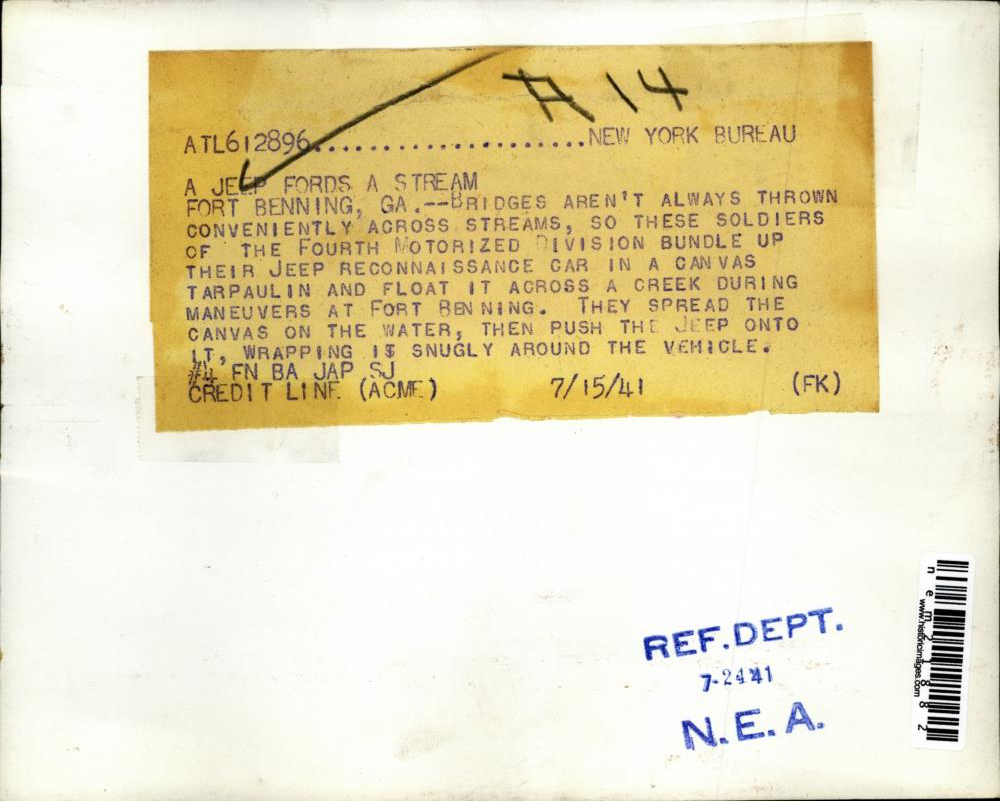 # 14
ATL612896......................NEW YORK BUREAU
A JEEP FORDS A STREAM
FORT BENNING, GA.--BRIDGES AREN'T ALWAYS THROWN
CONVENIENTLY ACROSS STREAMS, SO THESE SOLDIERS
OF THE FOURTH MOTORIZED DIVISION BUNDLE UP
THEIR JEEP RECONNAISSANCE CAR IN A CANVAS
TARPAULIN AND FLOAT IT ACROSS A CREEK DURING
MANEUVERS AT FORT BENNING. THEY SPREAD THE
CANVAS ON THE WATER, THEN PUSH THE JEEP ONTO
IT, WRAPPING I$ SNUGLY AROUND THE VEHICLE.
#4 FN BA JAP SJ
CREDIT LINE (ACME) 7/15/41 (FK)
REF. DEPT.
7-24'41
N.E.A.
nem21882
www.historicimages.com